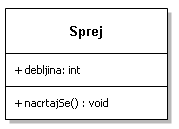 Sprej
+ debljina: int
+ nacrtajSe() : void